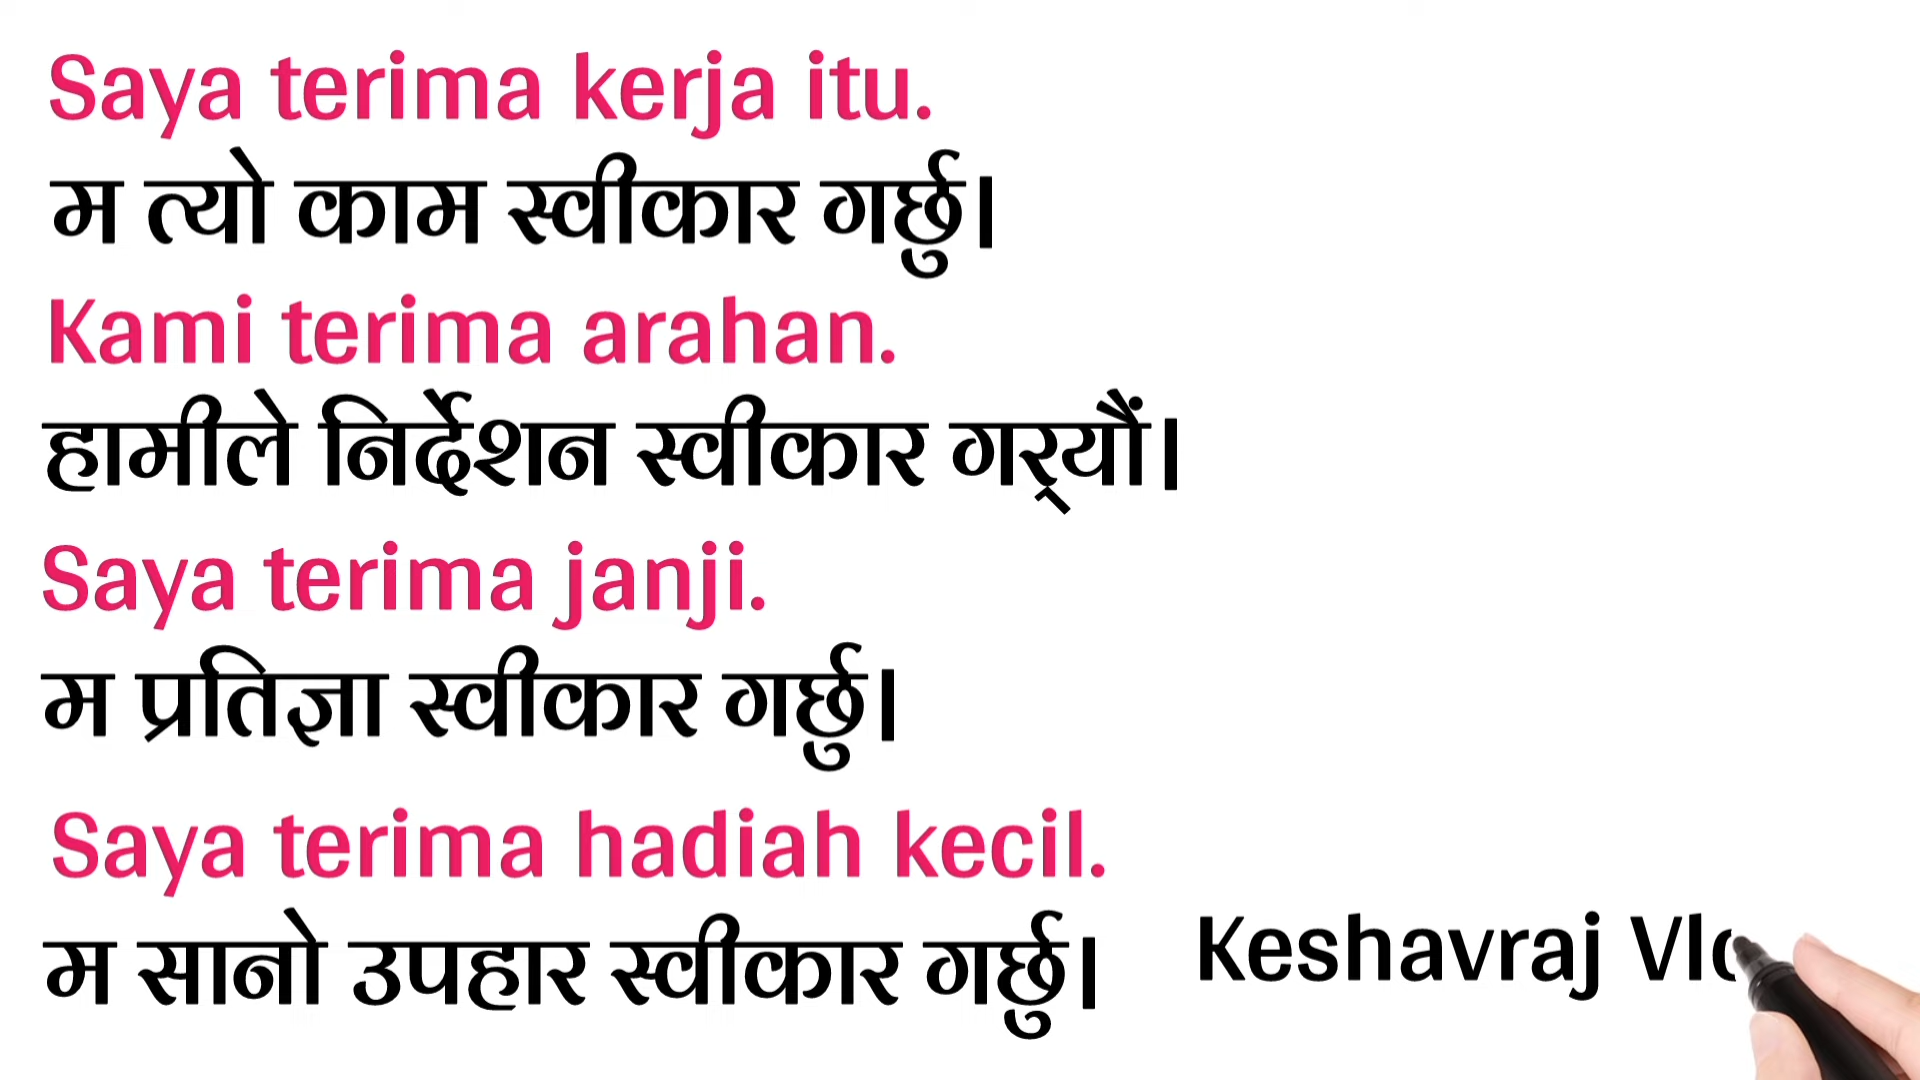 Saya terima kerja itu.
म त्यो काम स्वीकार गर्छु।
Kami terima arahan.
हामीले निर्देशन स्वीकार गर्‍यौं।
Saya terima janji.
म प्रतिज्ञा स्वीकार गर्छु।
Saya terima hadiah kecil.
म सानो उपहार स्वीकार गर्छु।
Keshavraj